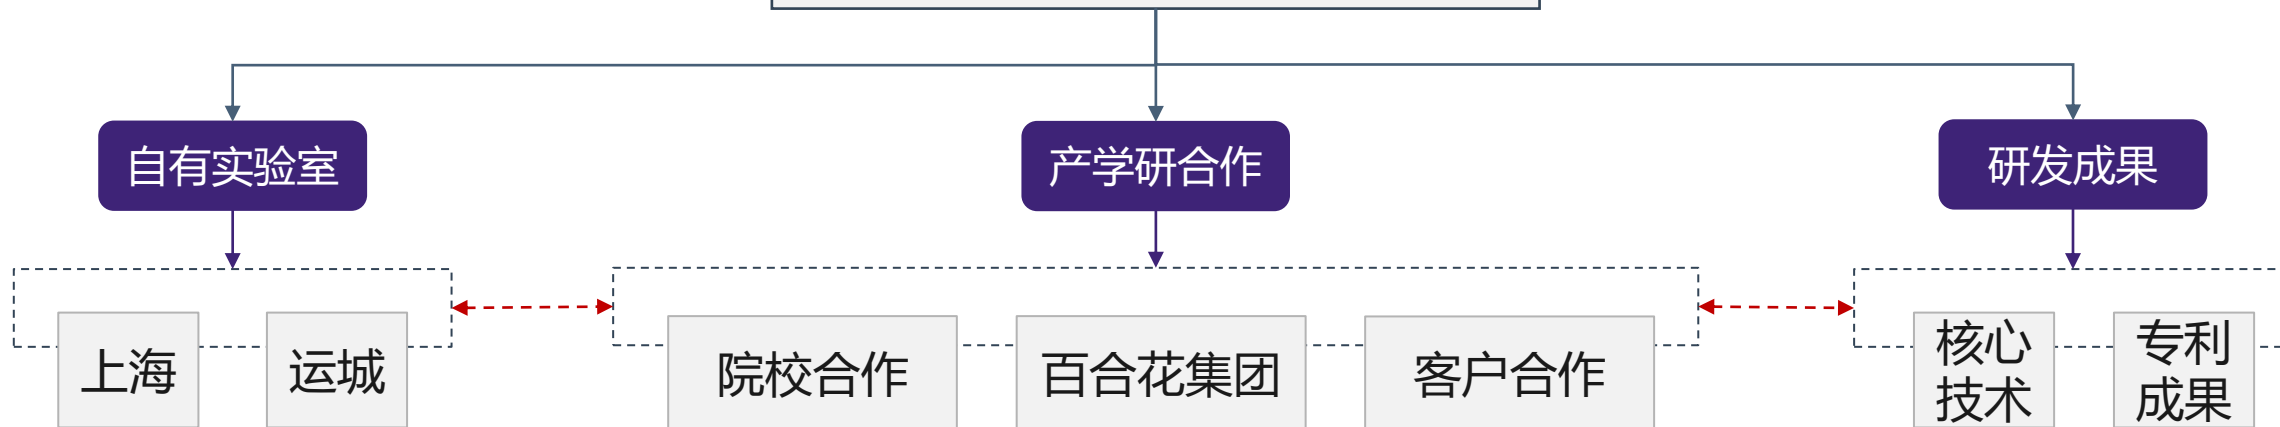 自有实验室
产学研合作
研发成果
上海
运城
院校合作
百合花集团
客户合作
核心
技术
专利
成果